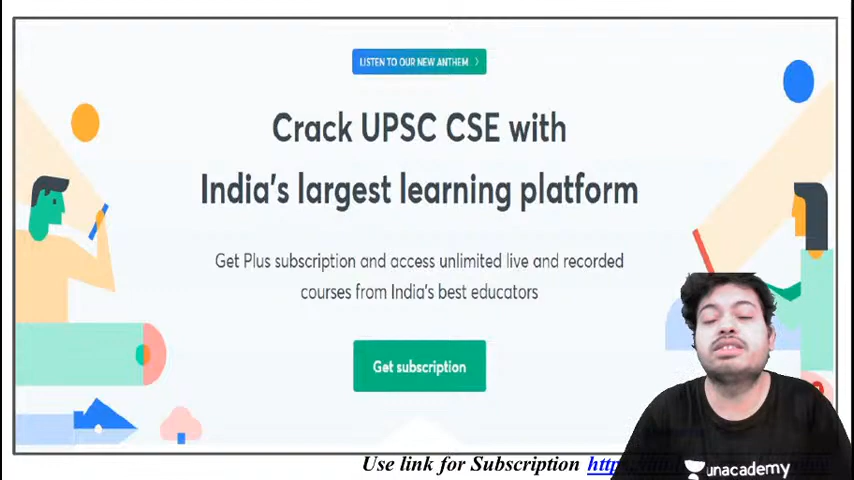 LISTEN TO OUR NEW ANTHEM >
Crack UPSC CSE with
India's largest learning platform
Get Plus subscription and access unlimited live and recorded
courses from India's best educators
Get subscription
Use link for Subscription
unacademy